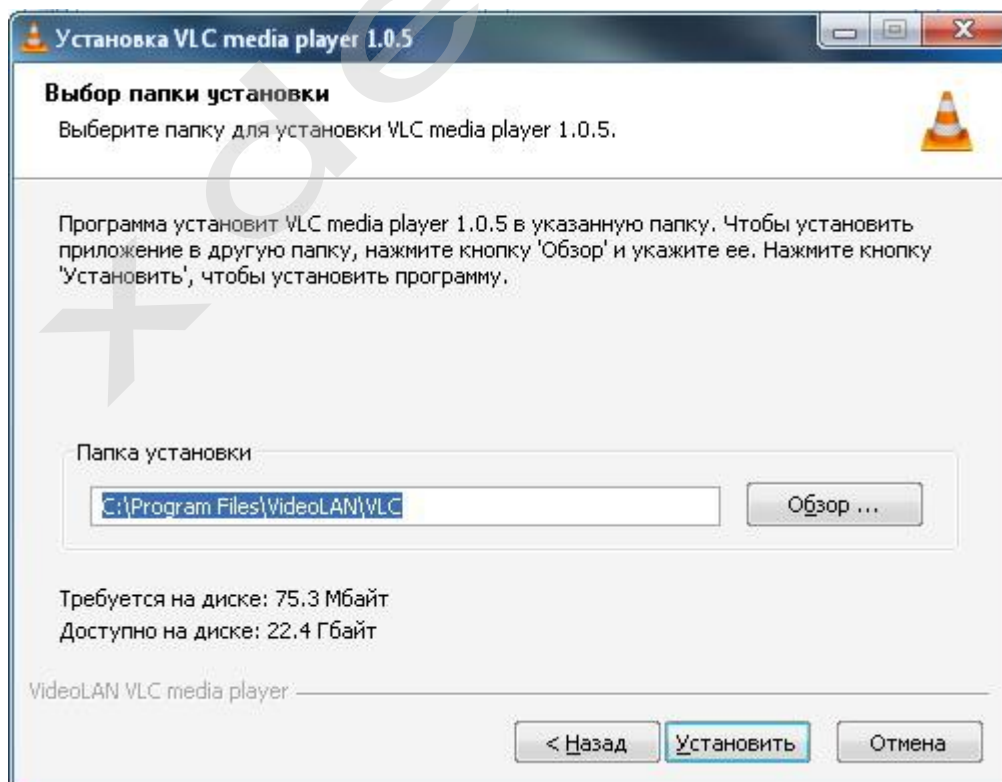 Установка VLC media player 1.0.5
Выбор папки установки
Выберите папку для установки VLC media player 1.0.5.
Программа установит VLC media player 1.0.5 в указанную папку. Чтобы установить
приложение в другую папку, нажмите кнопку 'Обзор' и укажите ее. Нажмите кнопку
'Установить', чтобы установить программу.
Папка установки
C:\Program Files\VideoLAN\VLC
Обзор ...
Требуется на диске: 75.3 Мбайт
Доступно на диске: 22.4 Гбайт
VideoLAN VLC media player
< Назад
Установить
Отмена